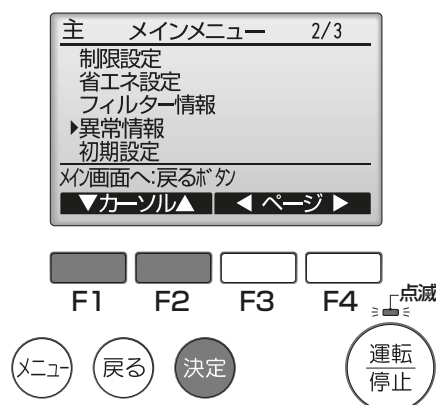 主 メインメニュー 2/3
制限設定
省エネ設定
フィルター情報
▶異常情報
初期設定
メイン画面へ:戻るボタン
▼カーソル▲ ◀ ページ ▶
F1 F2 F3 F4
点滅
メニュー 戻る 決定 運転
停止